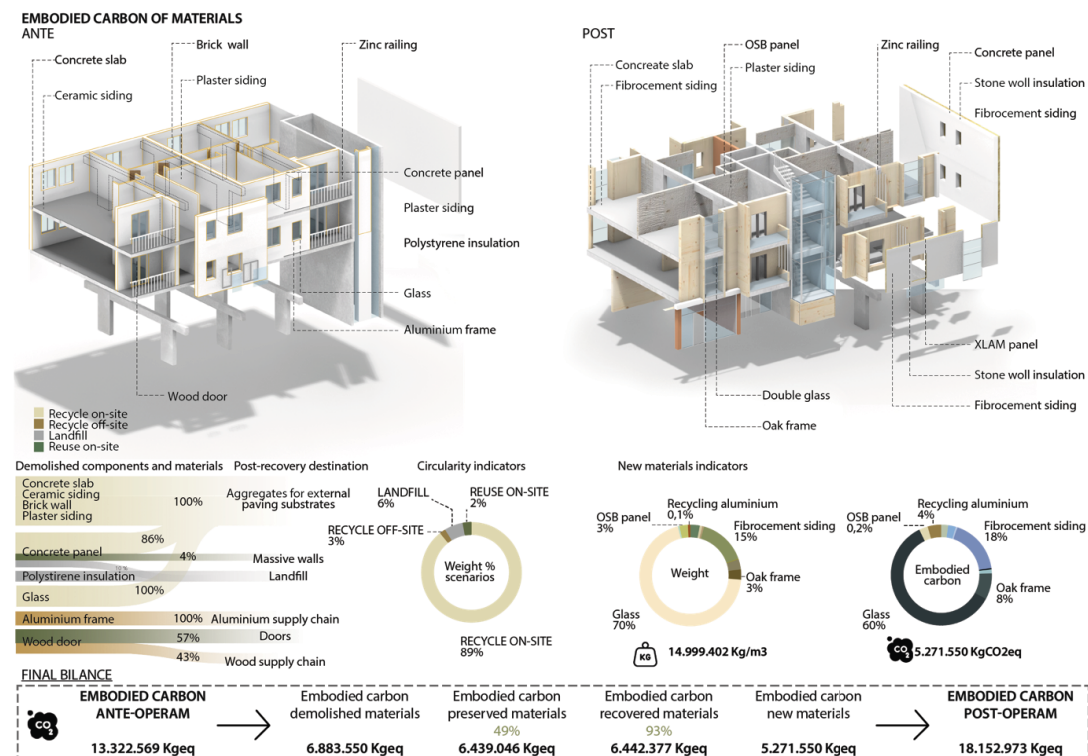 EMBODIED CARBON OF MATERIALS
ANTE
Concrete slab
Brick wall
Zinc railing
Ceramic siding
Plaster siding
Concrete panel
Plaster siding
Polystyrene insulation
Glass
Aluminium frame
Wood door
POST
OSB panel
Zinc railing
Concreate slab
Plaster siding
Concrete panel
Fibrocement siding
Stone woll insulation
Fibrocement siding
XLAM panel
Stone woll insulation
Double glass
Fibrocement siding
Oak frame
Recycle on-site
Recycle off-site
Landfill
Reuse on-site
Demolished components and materials
Post-recovery destination
Concrete slab
Ceramic siding
Brick wall
Plaster siding
100%
Aggregates for external
paving substrates
86%
Concrete panel
4%
Massive walls
10 %
Polystirene insulation
Landfill
Glass
100%
Aluminium frame
100%
Aluminium supply chain
Wood door
57%
Doors
43%
Wood supply chain
Circularity indicators
LANDFILL
6%
REUSE ON-SITE
2%
RECYCLE OFF-SITE
3%
Weight %
scenarios
RECYCLE ON-SITE
89%
New materials indicators
Recycling aluminium
0,1%
OSB panel
3%
Fibrocement siding
15%
Weight
Oak frame
3%
Glass
70%
KG
14.999.402 Kg/m3
Recycling aluminium
4%
OSB panel
0,2%
Fibrocement siding
18%
Embodied
carbon
Oak frame
8%
Glass
60%
CO2
5.271.550 KgCO2eq
FINAL BILANCE
CO2
EMBODIED CARBON
ANTE-OPERAM
13.322.569 Kgeq
Embodied carbon
demolished materials
6.883.550 Kgeq
Embodied carbon
preserved materials
49%
6.439.046 Kgeq
Embodied carbon
recovered materials
93%
6.442.377 Kgeq
Embodied carbon
new materials
5.271.550 Kgeq
EMBODIED CARBON
POST-OPERAM
18.152.973 Kgeq